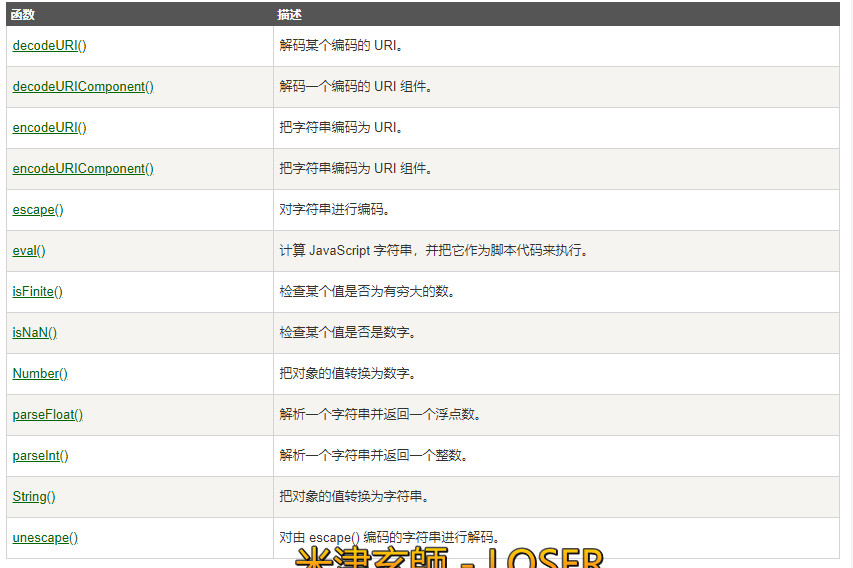 函数 描述
decodeURI() 解码某个编码的 URI。
decodeURIComponent() 解码一个编码的 URI 组件。
encodeURI() 把字符串编码为 URI。
encodeURIComponent() 把字符串编码为 URI 组件。
escape() 对字符串进行编码。
eval() 计算 JavaScript 字符串，并把它作为脚本代码来执行。
isFinite() 检查某个值是否为有穷大的数。
isNaN() 检查某个值是否是数字。
Number() 把对象的值转换为数字。
parseFloat() 解析一个字符串并返回一个浮点数。
parseInt() 解析一个字符串并返回一个整数。
String() 把对象的值转换为字符串。
unescape() 对由 escape() 编码的字符串进行解码。
米津玄師 - LOSER